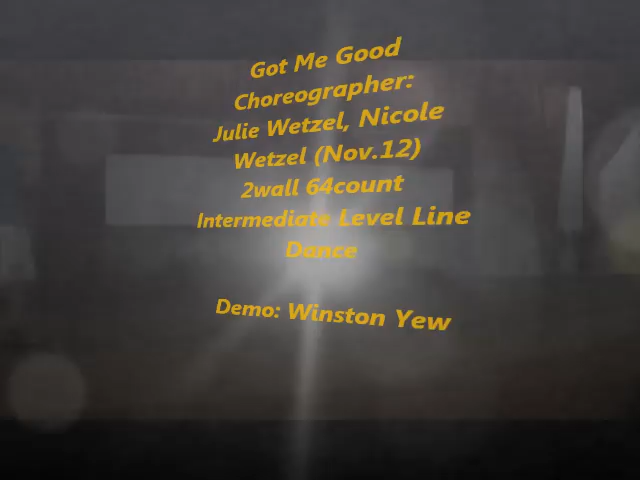 Got Me Good
Choreographer:
Julie Wetzel, Nicole
Wetzel (Nov.12)
2wall 64count
Intermediate Level Line
Dance
Demo: Winston Yew